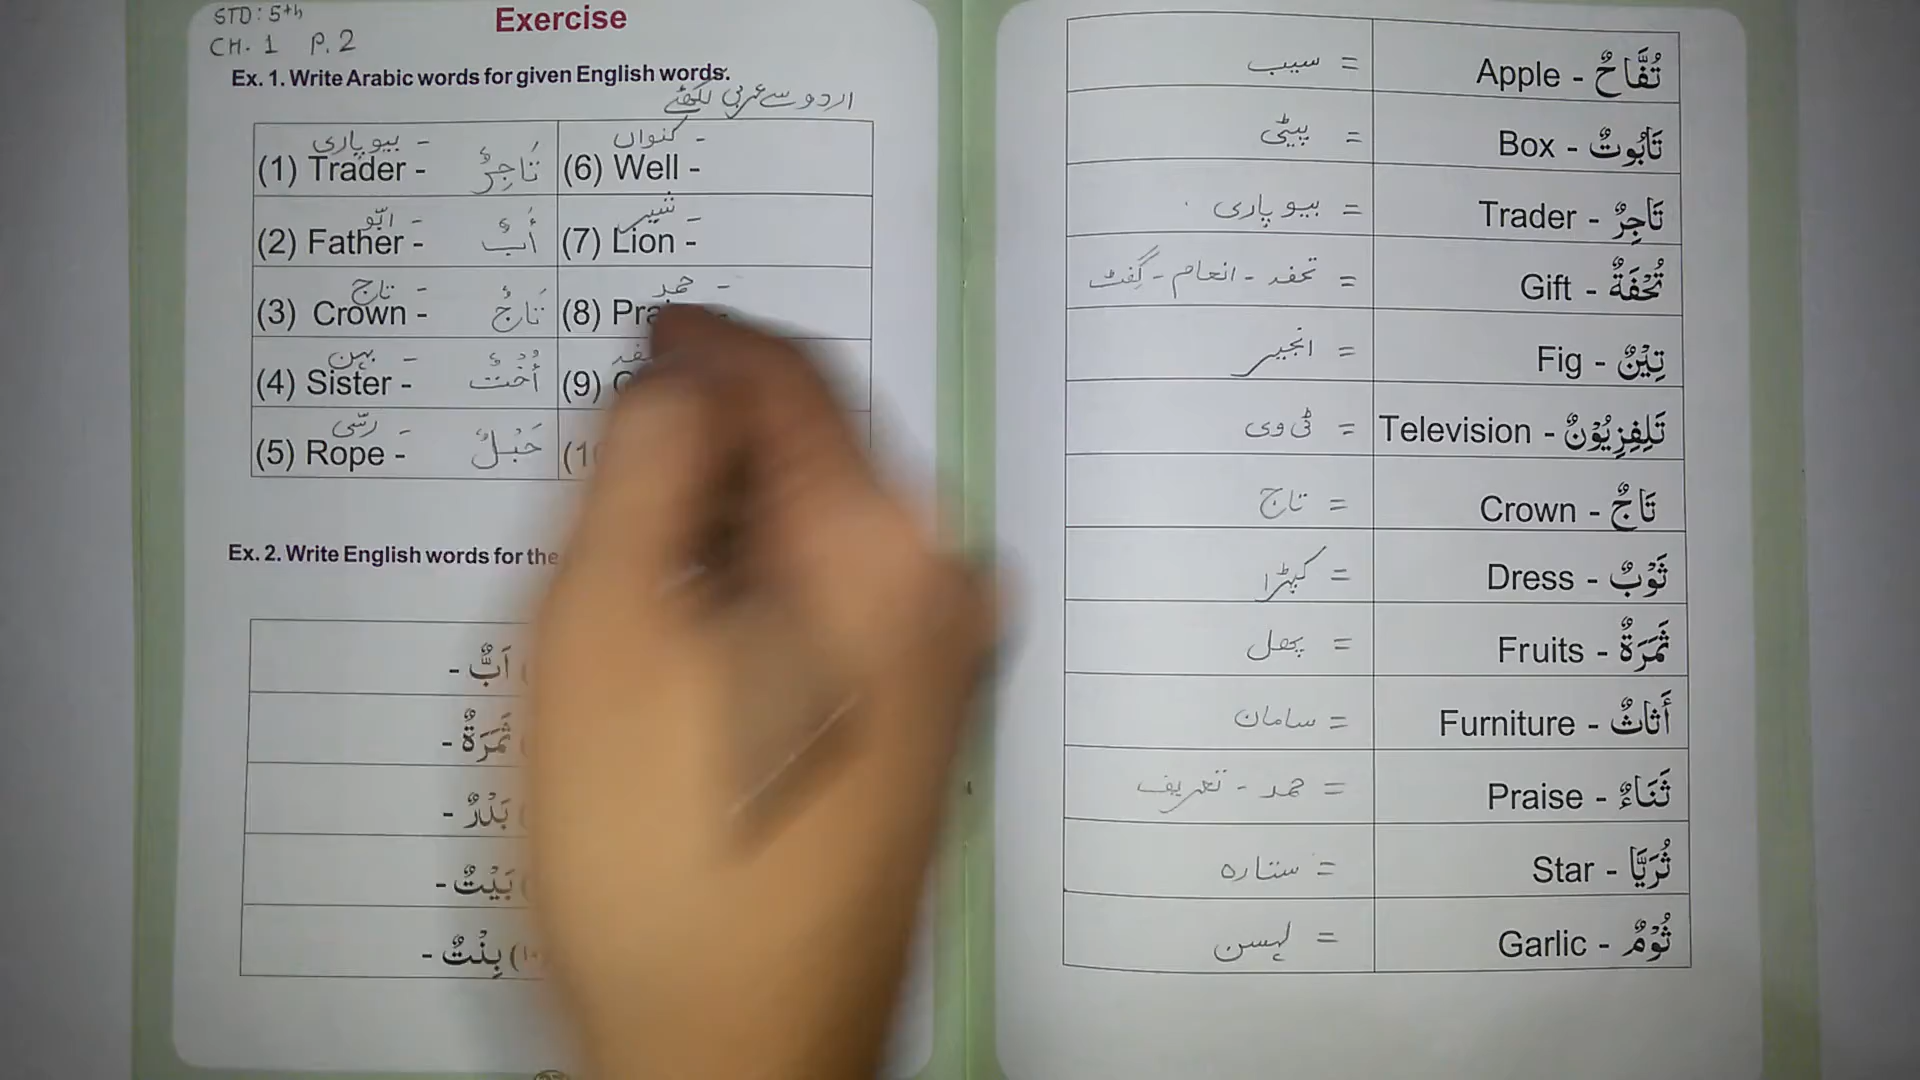 STD: 5th
CH. 1 P. 2
Exercise
Ex. 1. Write Arabic words for given English words.
اردو سے عربی لکھئے
بیوپاری -
(1) Trader - تَاجِرٌ
ابّو -
(2) Father - أَبٌ
تاج -
(3) Crown - تَاجٌ
بہن -
(4) Sister - أُخْتٌ
رسّی -
(5) Rope - حَبْلٌ
کنواں -
(6) Well -
شیر -
(7) Lion -
حمد -
(8)
(9)
Ex. 2. Write English words for the
اَبٌّ -
ثَمَرَةٌ -
بَدْرٌ -
بَيْتٌ -
(١٠) بِنْتٌ -
Apple - تُفَّاحٌ = سیب
Box - تَابُوتٌ = پیٹی
Trader - تَاجِرٌ = بیوپاری
Gift - تُحْفَةٌ = تحفہ - انعام - گفٹ
Fig - تِيْنٌ = انجیر
Television - تَلِفِزِيُوْنٌ = ٹی وی
Crown - تَاجٌ = تاج
Dress - ثَوْبٌ = کپڑا
Fruits - ثَمَرَةٌ = پھل
Furniture - أَثَاثٌ = سامان
Praise - ثَنَاءٌ = حمد - تعریف
Star - ثُرَيَّا = ستارہ
Garlic - ثُوْمٌ = لہسن